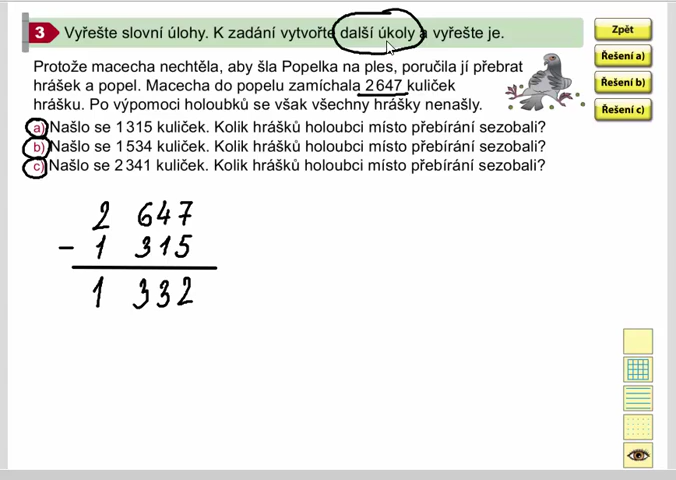 3 Vyřešte slovní úlohy. K zadání vytvořte další úkoly a vyřešte je.
Zpět
Řešení a)
Řešení b)
Řešení c)
Protože macecha nechtěla, aby šla Popelka na ples, poručila jí přebrat
hrášek a popel. Macecha do popelu zamíchala 2 647 kuliček
hrášku. Po výpomoci holoubků se však všechny hrášky nenašly.
a) Našlo se 1 315 kuliček. Kolik hrášků holoubci místo přebírání sezobali?
b) Našlo se 1 534 kuliček. Kolik hrášků holoubci místo přebírání sezobali?
c) Našlo se 2 341 kuliček. Kolik hrášků holoubci místo přebírání sezobali?
2 647
- 1 315
1 332